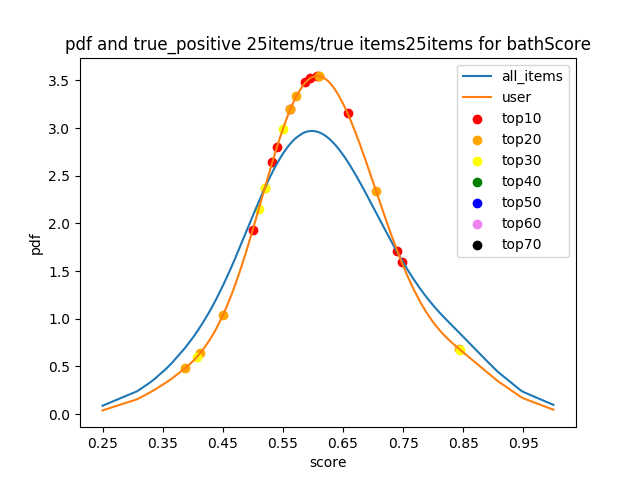 pdf and true_positive 25items/true items25items for bathScore
all_items
user
top10
top20
top30
top40
top50
top60
top70
3.5
3.0
2.5
2.0
1.5
1.0
0.5
0.0
pdf
0.25 0.35 0.45 0.55 0.65 0.75 0.85 0.95
score